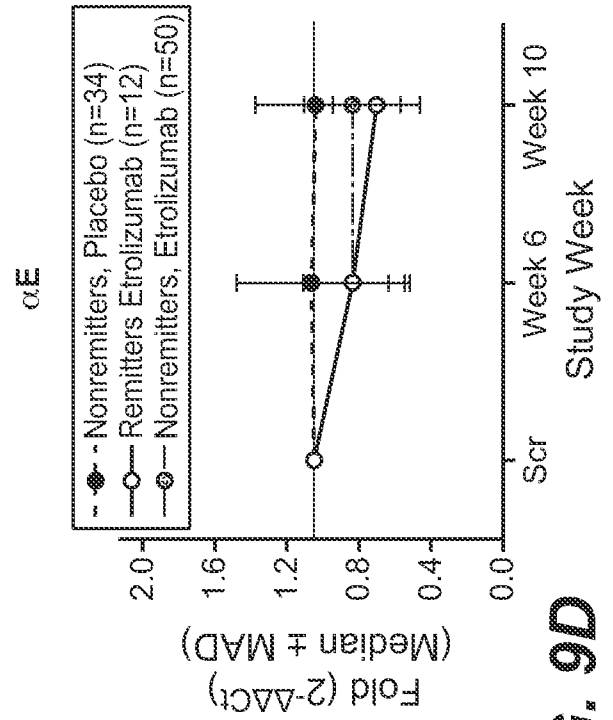 αE
Nonremitters, Placebo (n=34)
Remitters Etrolizumab (n=12)
Nonremitters, Etrolizumab (n=50)
Fold (2-ΔΔCt)
(Median ± MAD)
2.0
1.6
1.2
0.8
0.4
0.0
Scr Week 6 Week 10
Study Week
9D